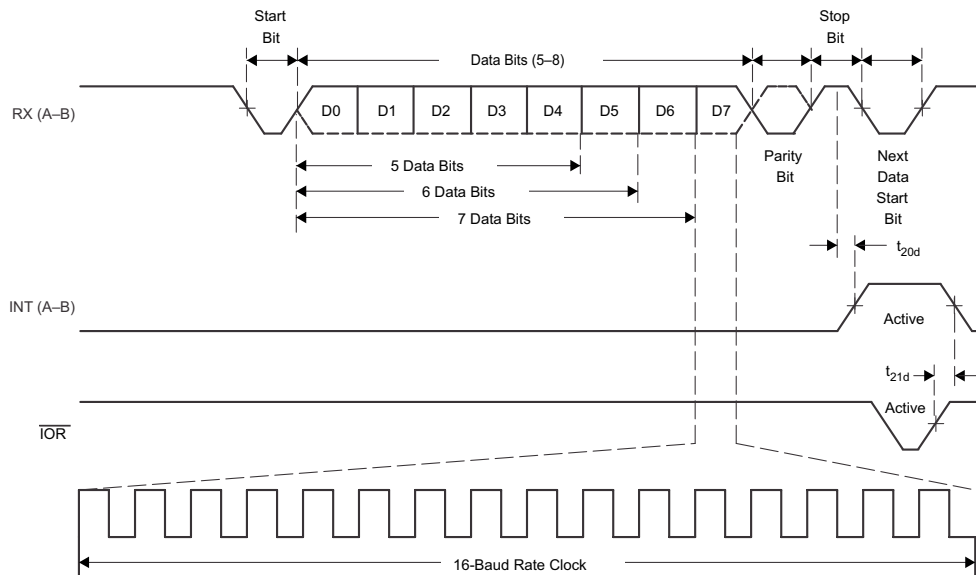 Start
Bit
Stop
Bit
Data Bits (5–8)
RX (A–B)
D0
D1
D2
D3
D4
D5
D6
D7
5 Data Bits
6 Data Bits
7 Data Bits
Parity
Bit
Next
Data
Start
Bit
t20d
INT (A–B)
Active
t21d
Active
IOR
16-Baud Rate Clock